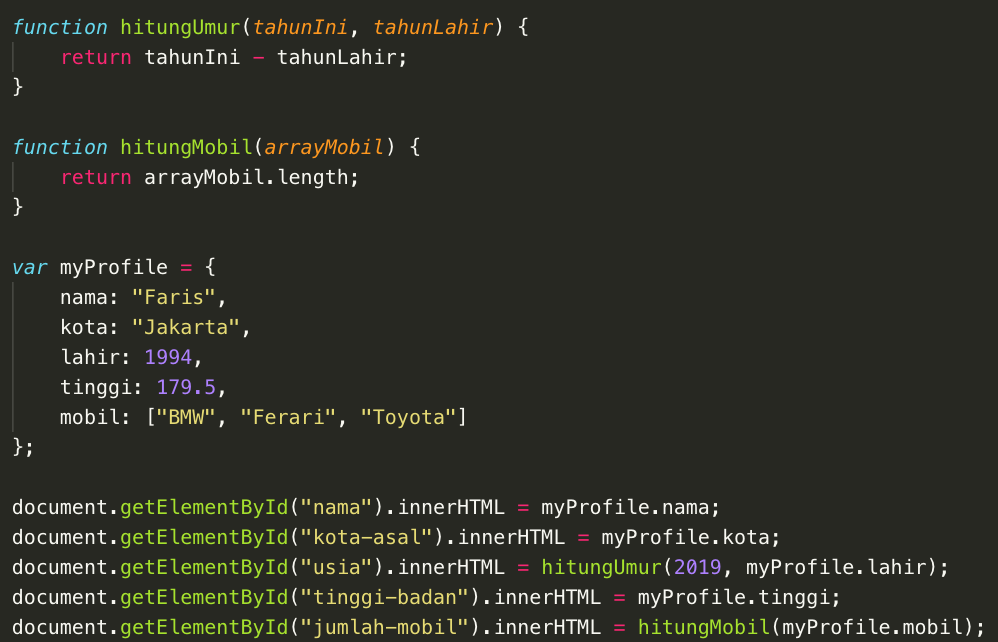 function hitungUmur(tahunIni, tahunLahir) {
    return tahunIni - tahunLahir;
}

function hitungMobil(arrayMobil) {
    return arrayMobil.length;
}

var myProfile = {
    nama: "Faris",
    kota: "Jakarta",
    lahir: 1994,
    tinggi: 179.5,
    mobil: ["BMW", "Ferari", "Toyota"]
};

document.getElementById("nama").innerHTML = myProfile.nama;
document.getElementById("kota-asal").innerHTML = myProfile.kota;
document.getElementById("usia").innerHTML = hitungUmur(2019, myProfile.lahir);
document.getElementById("tinggi-badan").innerHTML = myProfile.tinggi;
document.getElementById("jumlah-mobil").innerHTML = hitungMobil(myProfile.mobil);